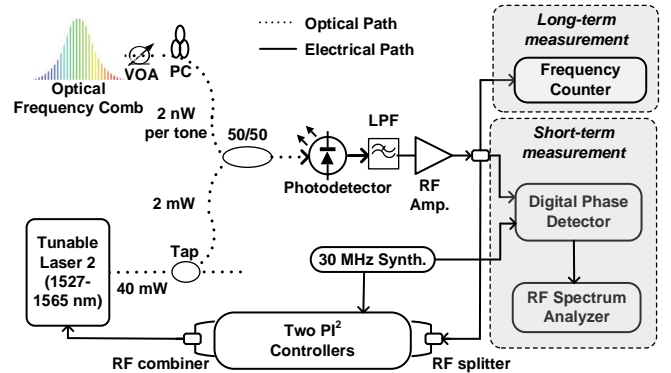 Optical Path
Electrical Path
Long-term
measurement
Frequency
Counter
VOA
PC
Optical
Frequency Comb
2 nW
per tone
50/50
LPF
Photodetector
RF
Amp.
Short-term
measurement
Digital Phase
Detector
RF Spectrum
Analyzer
2 mW
Tap
Tunable
Laser 2
(1527-
1565 nm)
40 mW
30 MHz Synth.
Two PI²
Controllers
RF combiner
RF splitter